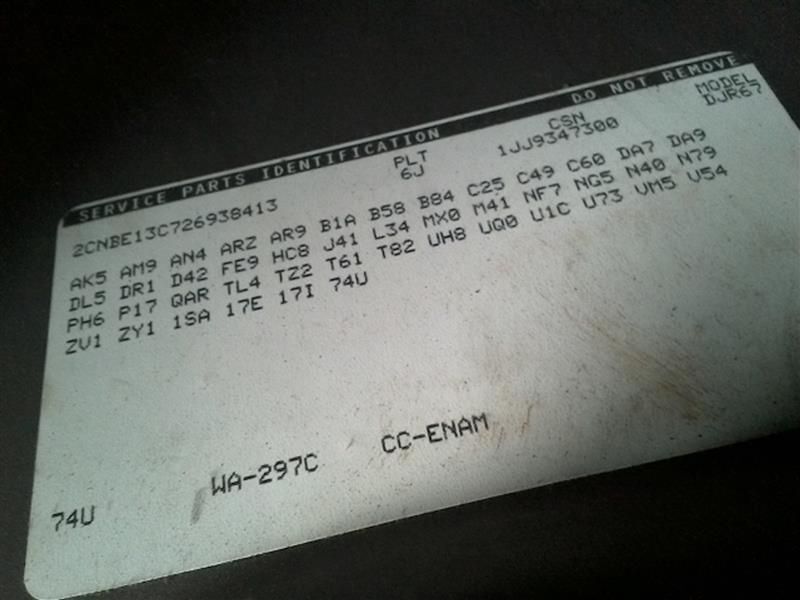 SERVICE PARTS IDENTIFICATION DO NOT REMOVE
2CNBE13C726938413 PLT 6J CSN 1JJ9347300 MODEL DJR67
AK5 AM9 AN4 ARZ AR9 B1A B58 B84 C25 C49 C60 DA7 DA9
DL5 DR1 D42 FE9 HC8 J41 L34 MX0 M41 NF7 NG5 N40 N79
PH6 P17 QAR TL4 TZ2 T61 T82 UH8 UQ0 U1C U73 VM5 V54
ZV1 ZY1 1SA 17E 17I 74U
74U WA-297C CC-ENAM